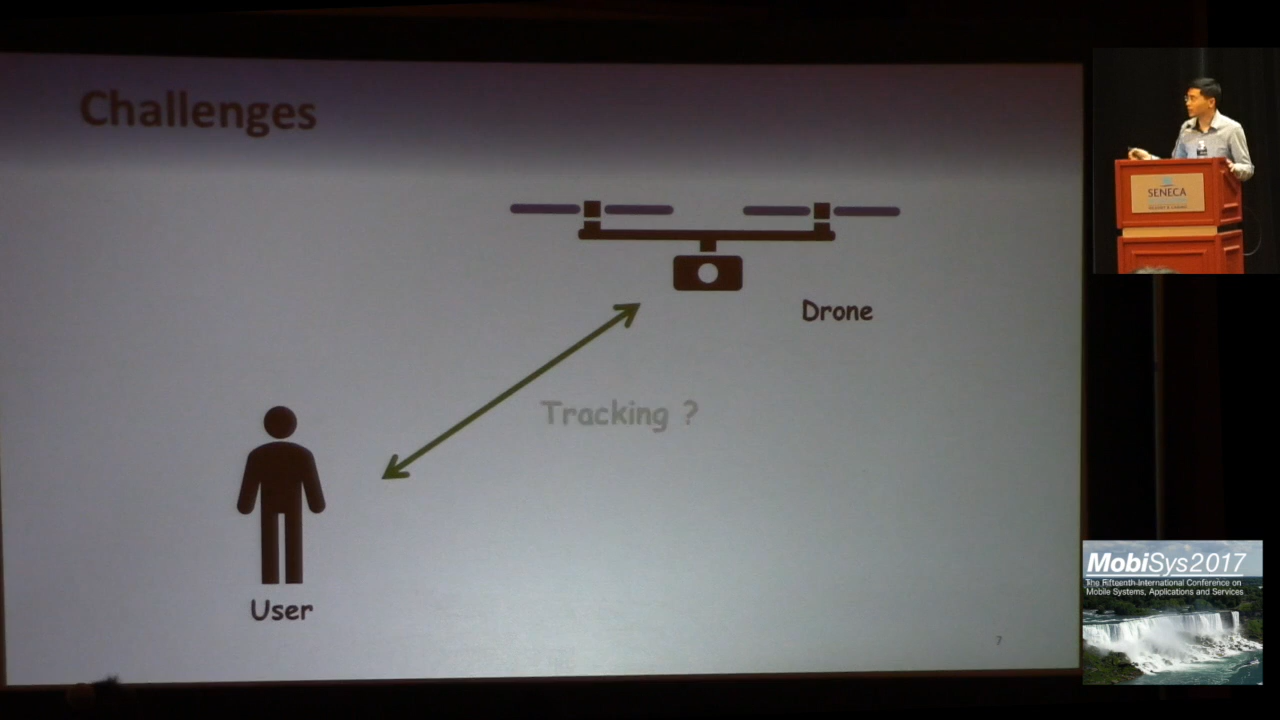 Challenges
Drone
Tracking ?
User
7
SENECA
MobiSys2017
The Fifteenth International Conference on
Mobile Systems, Applications and Services